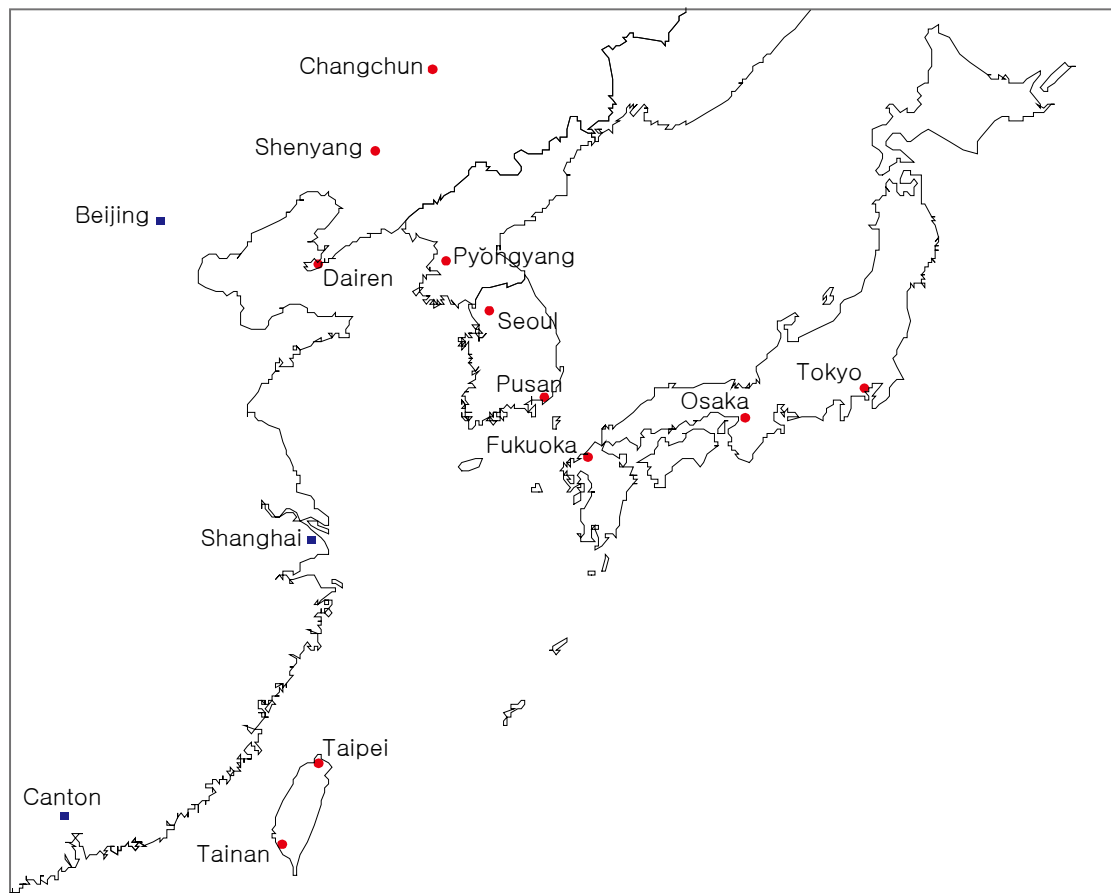 Changchun
Shenyang
Beijing
Pyŏngyang
Dairen
Seoul
Tokyo
Pusan
Osaka
Fukuoka
Shanghai
Taipei
Canton
Tainan